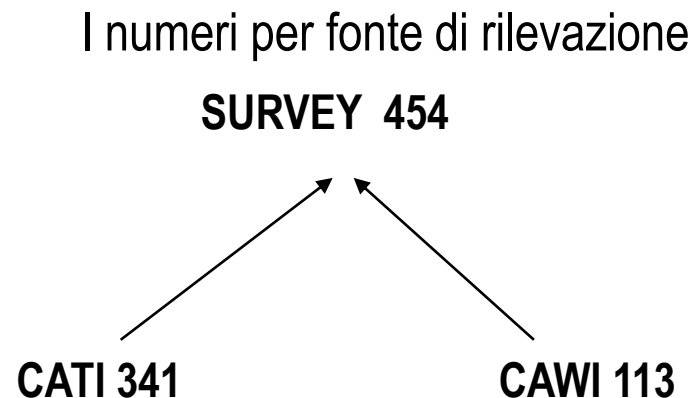 I numeri per fonte di rilevazione
SURVEY 454
CATI 341 CAWI 113